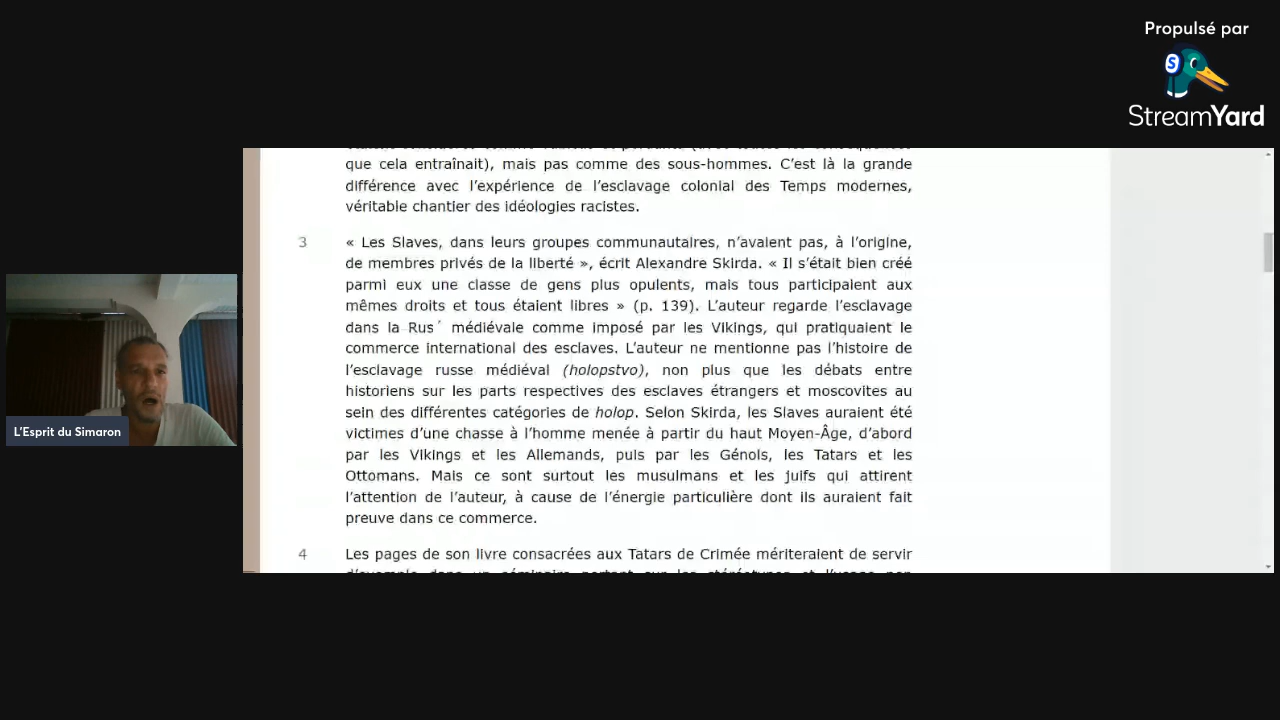 Propulsé par
StreamYard
que cela entraînait), mais pas comme des sous-hommes. C'est là la grande
différence avec l'expérience de l'esclavage colonial des Temps modernes,
véritable chantier des idéologies racistes.
3
« Les Slaves, dans leurs groupes communautaires, n'avaient pas, à l'origine,
de membres privés de la liberté », écrit Alexandre Skirda. « Il s'était bien créé
parmi eux une classe de gens plus opulents, mais tous participaient aux
mêmes droits et tous étaient libres » (p. 139). L'auteur regarde l'esclavage
dans la Rus´ médiévale comme imposé par les Vikings, qui pratiquaient le
commerce international des esclaves. L'auteur ne mentionne pas l'histoire de
l'esclavage russe médiéval (holopstvo), non plus que les débats entre
historiens sur les parts respectives des esclaves étrangers et moscovites au
sein des différentes catégories de holop. Selon Skirda, les Slaves auraient été
victimes d'une chasse à l'homme menée à partir du haut Moyen-Âge, d'abord
par les Vikings et les Allemands, puis par les Génois, les Tatars et les
Ottomans. Mais ce sont surtout les musulmans et les juifs qui attirent
l'attention de l'auteur, à cause de l'énergie particulière dont ils auraient fait
preuve dans ce commerce.
4
Les pages de son livre consacrées aux Tatars de Crimée mériteraient de servir
L'Esprit du Simaron